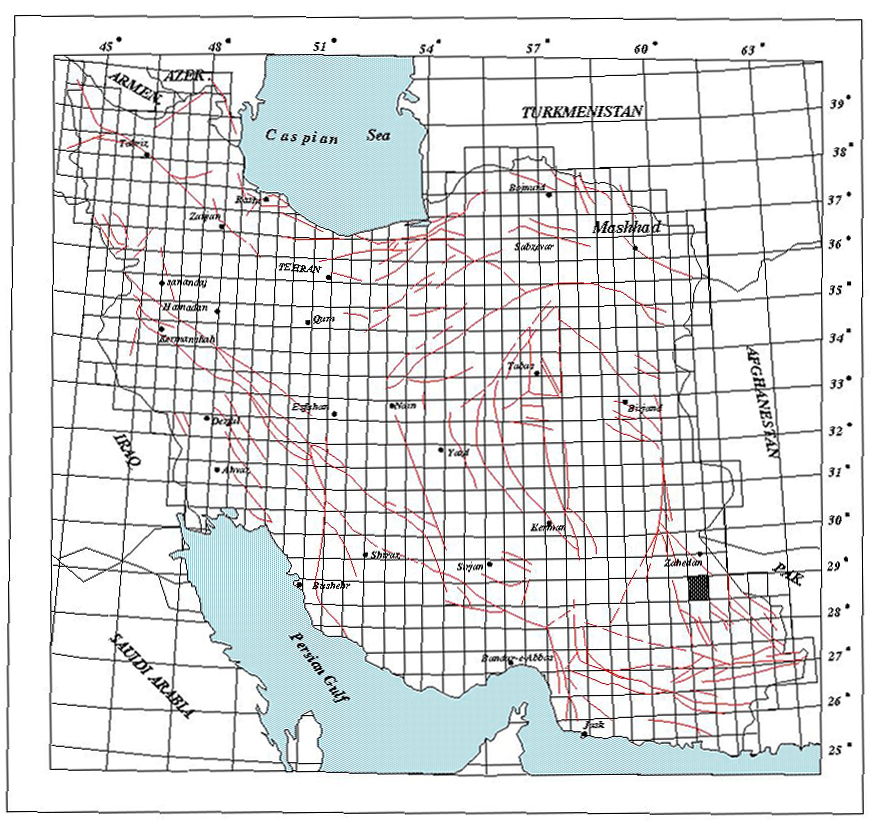 45° 48° 51° 54° 57° 60° 63°
AZER.
ARMEN.
39°
Caspian Sea
TURKMENISTAN
Tabriz
38°
Bojnurd
37°
Rasht
Zanjan
Mashhad
36°
Sabzevar
TEHRAN
sanandaj
35°
Hamadan
Qum
34°
Kermanshah
AFGHANESTAN
Tabas
33°
Esfahan
Nain
Birjand
Dezful
32°
IRAQ
Yazd
Ahvaz
31°
30°
Kerman
Shiraz
Sirjan
Zahedan
29°
PAK.
Bushehr
28°
Persian Gulf
SAUIDI ARABIA
Bandar-e-Abbas
27°
26°
Jask
25°